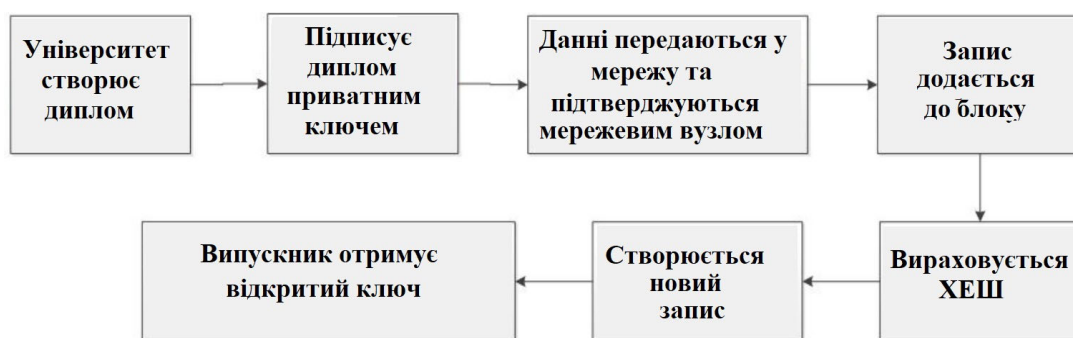 Університет
створює
диплом
Підписує
диплом
приватним
ключем
Данні передаються у
мережу та
підтверджуються
мережевим вузлом
Запис
додається
до блоку
Вираховується
ХЕШ
Створюється
новий
запис
Випускник отримує
відкритий ключ